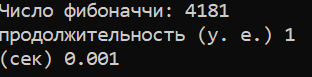 Число фибоначчи: 4181
продолжительность (у. е.) 1
(сек) 0.001